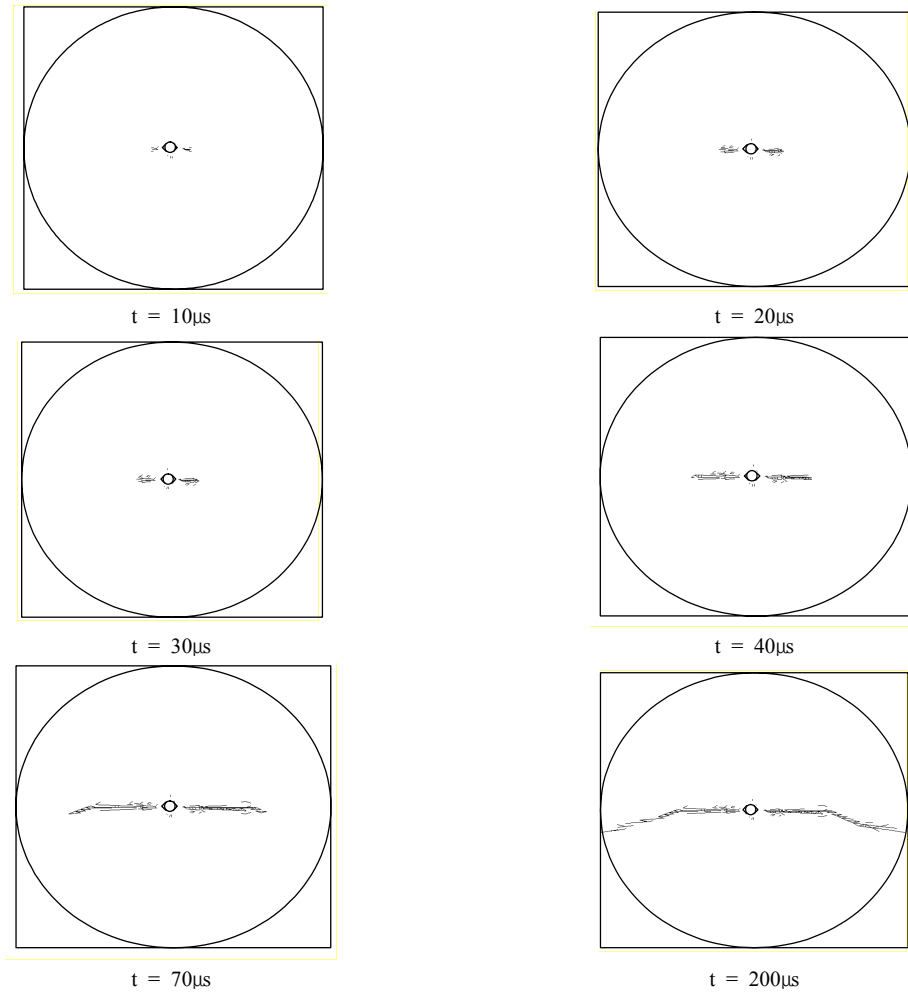 t = 10μs
t = 20μs
t = 30μs
t = 40μs
t = 70μs
t = 200μs